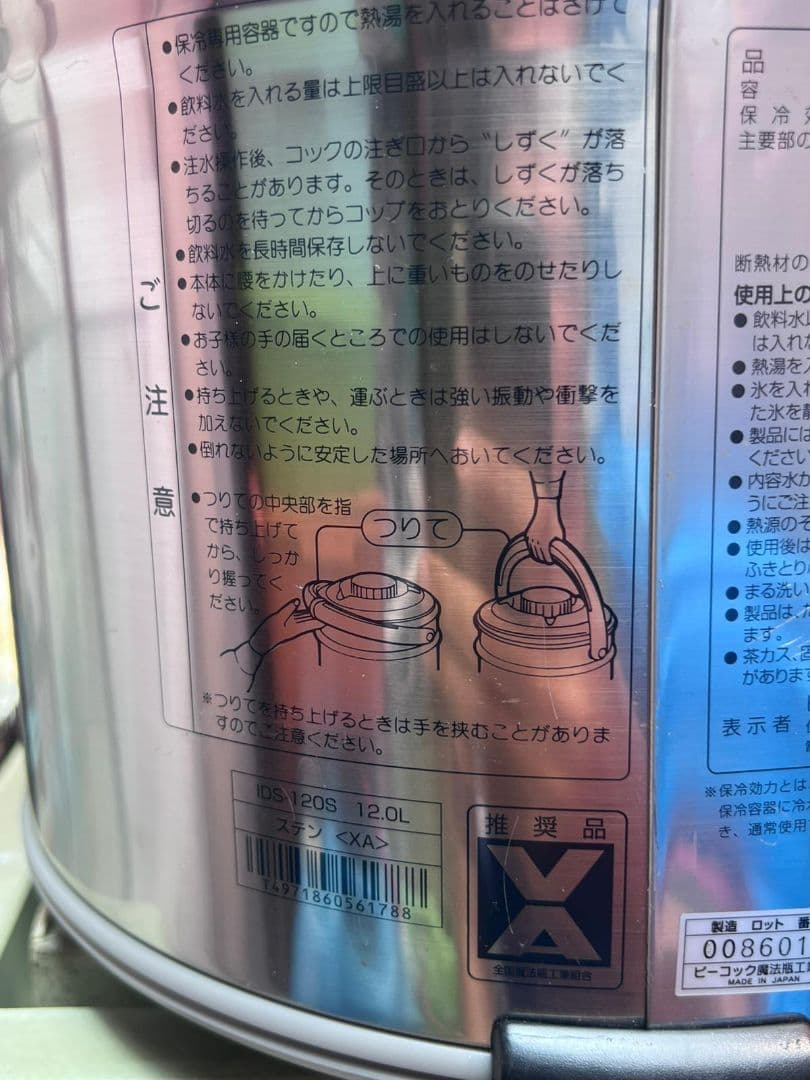 ●保冷専用容器ですので熱湯を入れることはさけて
ください。
●飲料水を入れる量は上限目盛以上は入れないでく
ださい。
●注水操作後、コックの注ぎ口から“しずく”が落
ちることがあります。そのときは、しずくが落ち
切るのを待ってからコップをおとりください。
●飲料水を長時間保存しないでください。
●本体に腰をかけたり、上に重いものをのせたりし
ないでください。
●お子様の手の届くところでの使用はしないでくだ
さい。
●持ち上げるときや、運ぶときは強い振動や衝撃を
加えないでください。
●倒れないように安定した場所へおいてください。
ご注意
●つりての中央部を指
で持ち上げて
から、しっか
り握ってく
ださい。
つりて
※つりてを持ち上げるときは手を挟むことがありま
すのでご注意ください。
IDS-120S 12.0L
ステン <XA>
T4971860561788
推奨品
VA
全国魔法瓶工業組合
品
容
保冷効
主要部の
断熱材の
使用上の
●飲料水以
は入れな
●熱湯を入
●氷を入れ
た氷を
●製品には
ください
●内容水が
うにご注
●熱源のそ
●使用後は
ふきとり
●まる洗い
●製品は、
ます。
●茶カス、
があります
表示者
※保冷効力とは
保冷容器に冷
き、通常使用
製造 ロット 番
008601
ピーコック魔法瓶工
MADE IN JAPAN